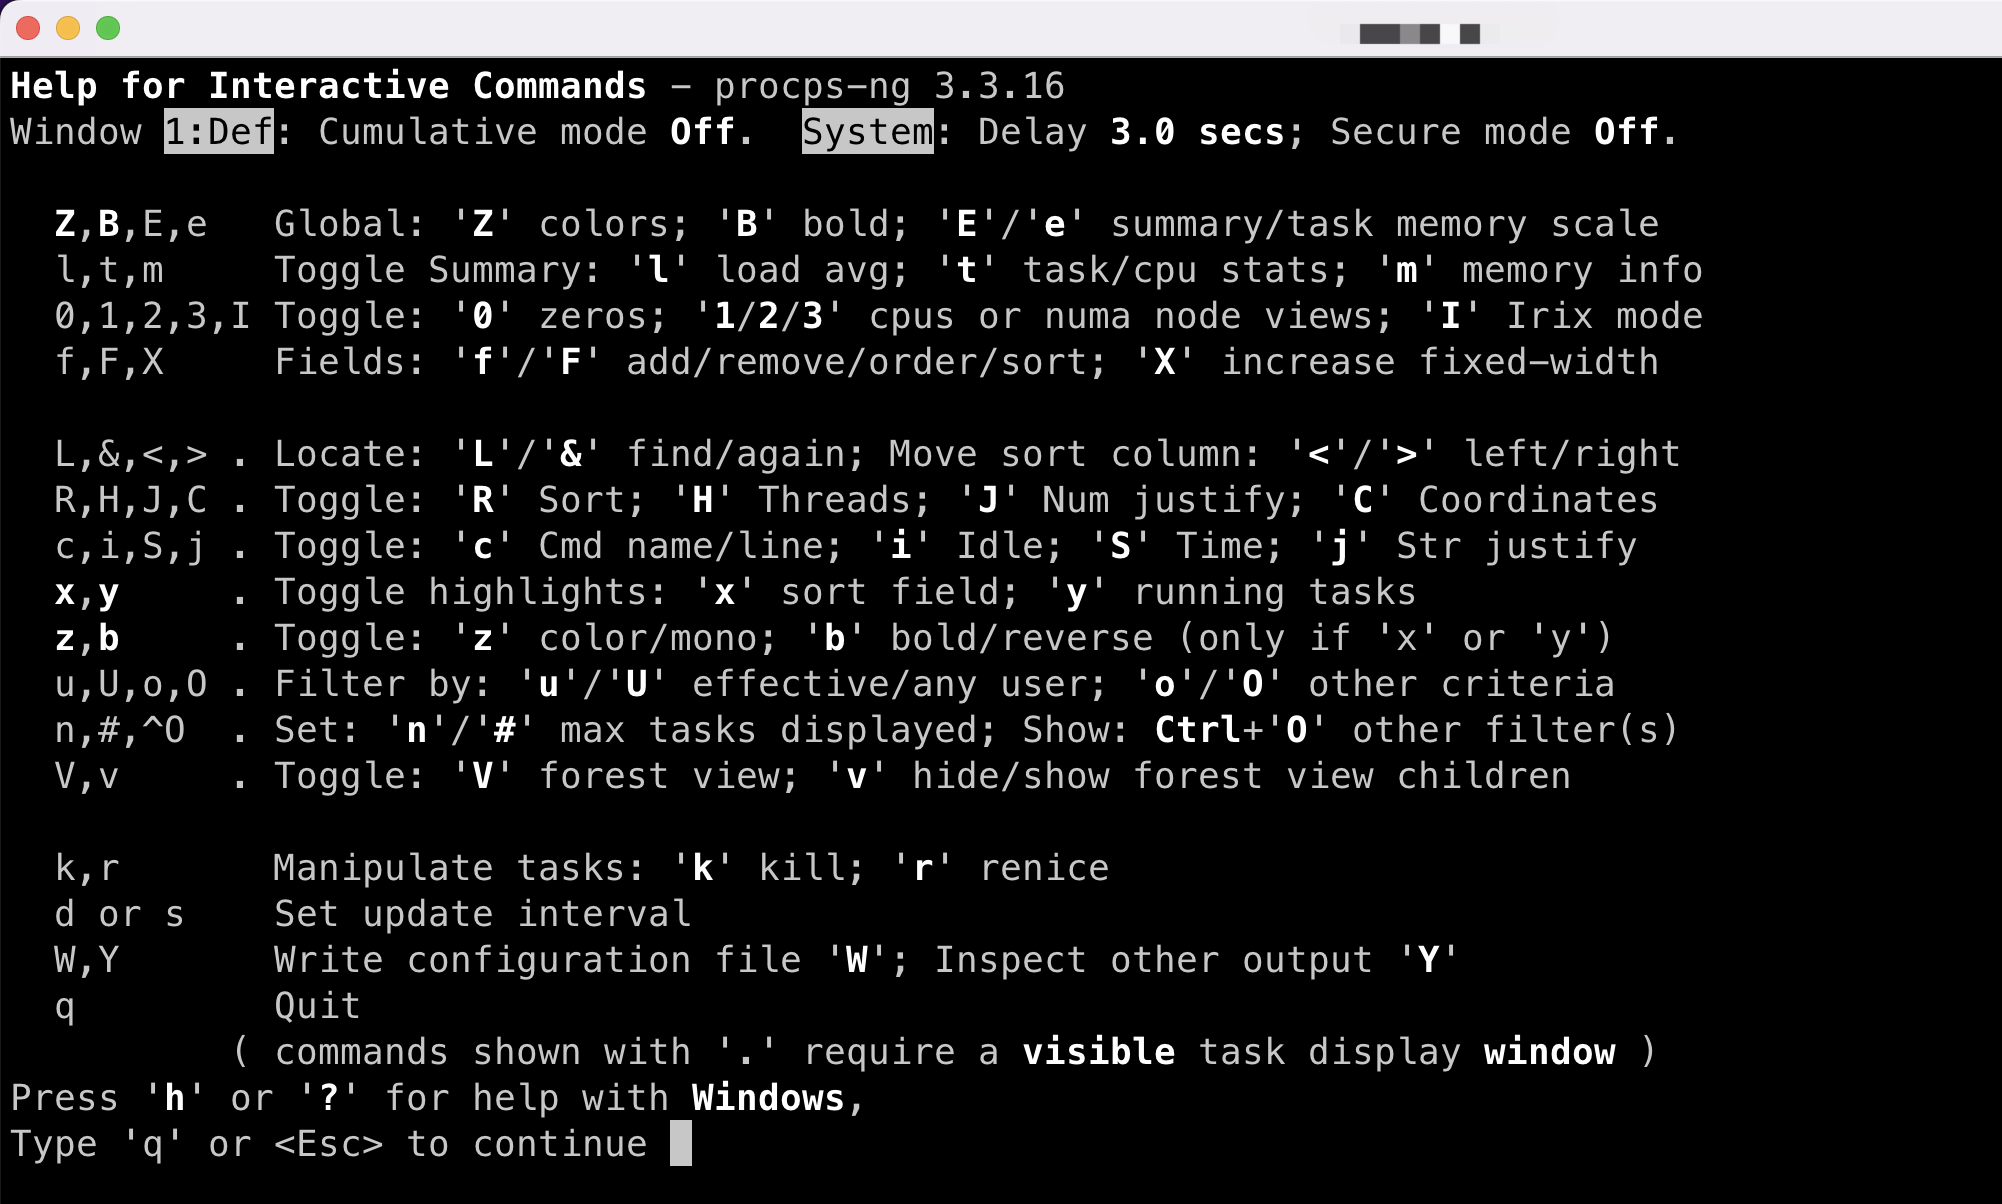 Help for Interactive Commands - procps-ng 3.3.16
Window 1:Def: Cumulative mode Off.  System: Delay 3.0 secs; Secure mode Off.

  Z,B,E,e   Global: 'Z' colors; 'B' bold; 'E'/'e' summary/task memory scale
  l,t,m     Toggle Summary: 'l' load avg; 't' task/cpu stats; 'm' memory info
  0,1,2,3,I Toggle: '0' zeros; '1/2/3' cpus or numa node views; 'I' Irix mode
  f,F,X     Fields: 'f'/'F' add/remove/order/sort; 'X' increase fixed-width

  L,&,<,> . Locate: 'L'/'&' find/again; Move sort column: '<'/'>' left/right
  R,H,J,C . Toggle: 'R' Sort; 'H' Threads; 'J' Num justify; 'C' Coordinates
  c,i,S,j . Toggle: 'c' Cmd name/line; 'i' Idle; 'S' Time; 'j' Str justify
  x,y     . Toggle highlights: 'x' sort field; 'y' running tasks
  z,b     . Toggle: 'z' color/mono; 'b' bold/reverse (only if 'x' or 'y')
  u,U,o,O . Filter by: 'u'/'U' effective/any user; 'o'/'O' other criteria
  n,#,^O  . Set: 'n'/'#' max tasks displayed; Show: Ctrl+'O' other filter(s)
  V,v     . Toggle: 'V' forest view; 'v' hide/show forest view children

  k,r       Manipulate tasks: 'k' kill; 'r' renice
  d or s    Set update interval
  W,Y       Write configuration file 'W'; Inspect other output 'Y'
  q         Quit
          ( commands shown with '.' require a visible task display window )
Press 'h' or '?' for help with Windows,
Type 'q' or <Esc> to continue